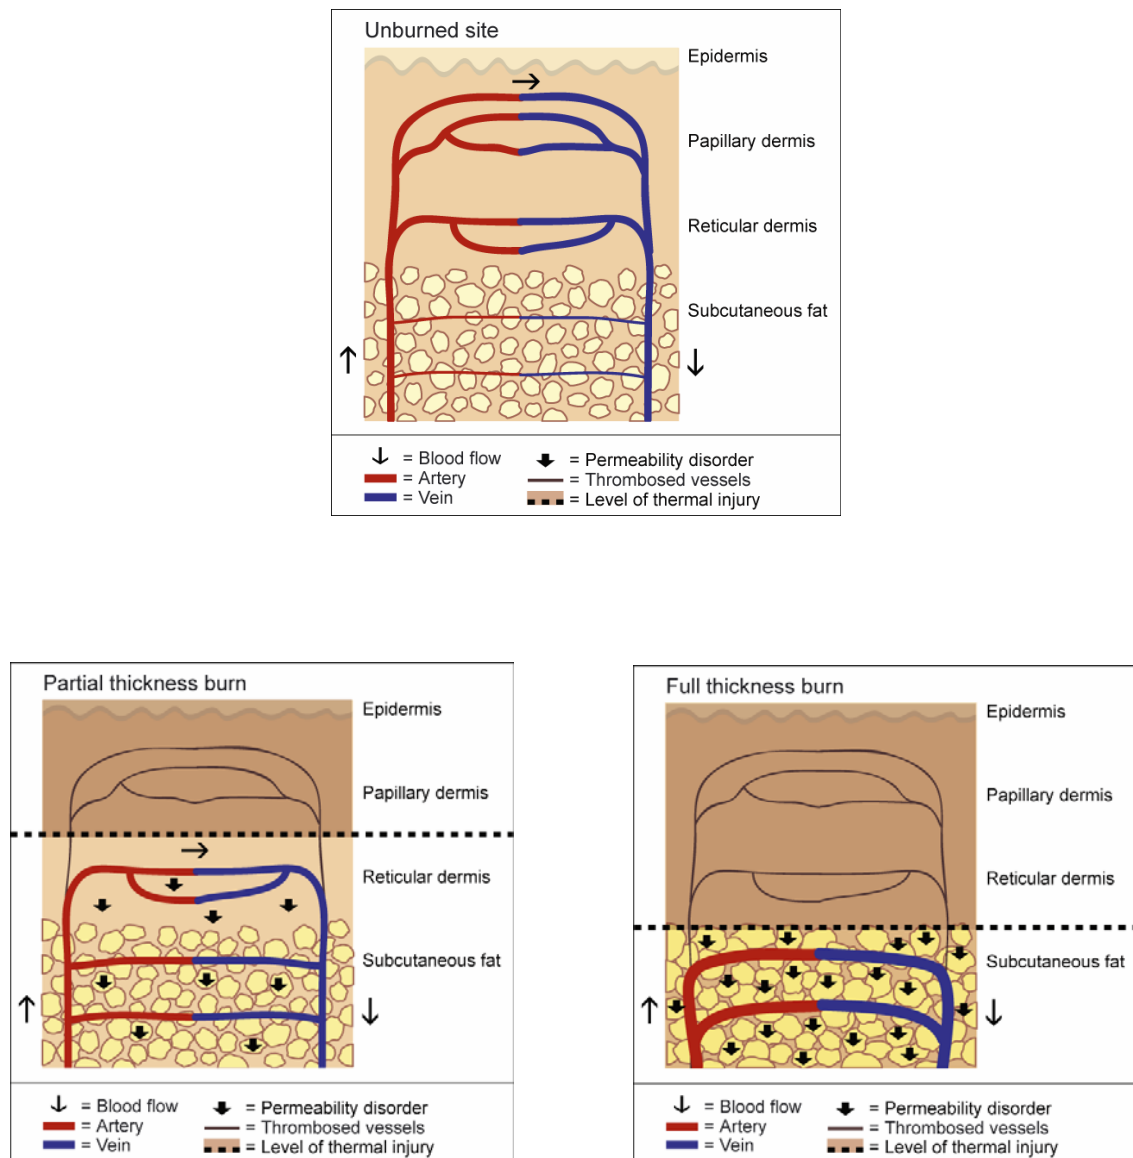 Unburned site
Epidermis
Papillary dermis
Reticular dermis
Subcutaneous fat
= Blood flow
= Artery
= Vein
= Permeability disorder
= Thrombosed vessels
= Level of thermal injury
Partial thickness burn
Epidermis
Papillary dermis
Reticular dermis
Subcutaneous fat
= Blood flow
= Artery
= Vein
= Permeability disorder
= Thrombosed vessels
= Level of thermal injury
Full thickness burn
Epidermis
Papillary dermis
Reticular dermis
Subcutaneous fat
= Blood flow
= Artery
= Vein
= Permeability disorder
= Thrombosed vessels
= Level of thermal injury